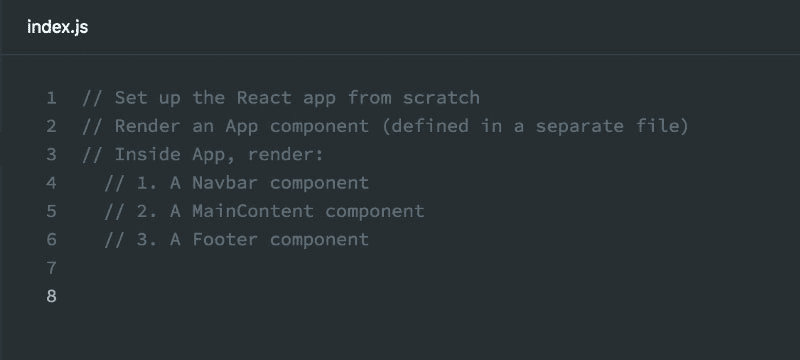 index.js
1 // Set up the React app from scratch
2 // Render an App component (defined in a separate file)
3 // Inside App, render:
4 // 1. A Navbar component
5 // 2. A MainContent component
6 // 3. A Footer component
7
8